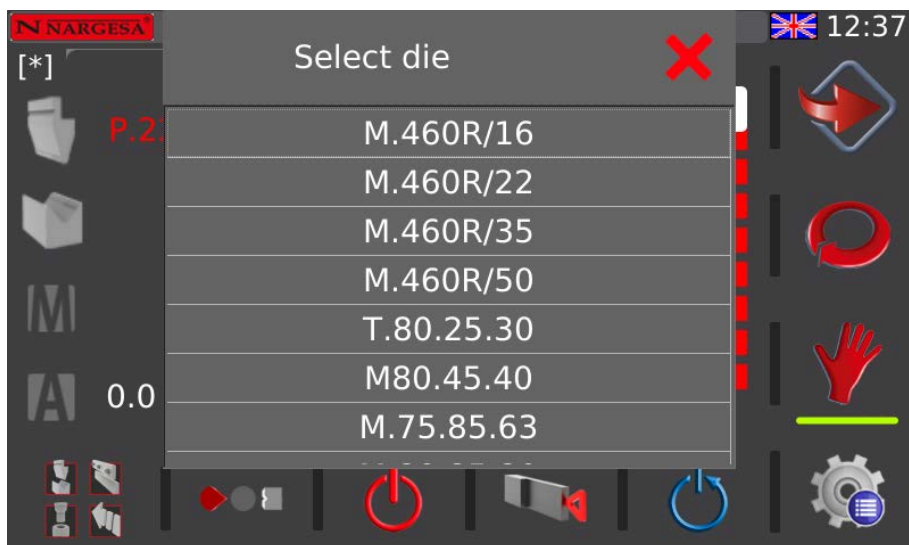 N NARGESA
12:37
[*]
Select die
P.2
M.460R/16
M.460R/22
M.460R/35
M.460R/50
T.80.25.30
M80.45.40
M.75.85.63
M
A
0.0